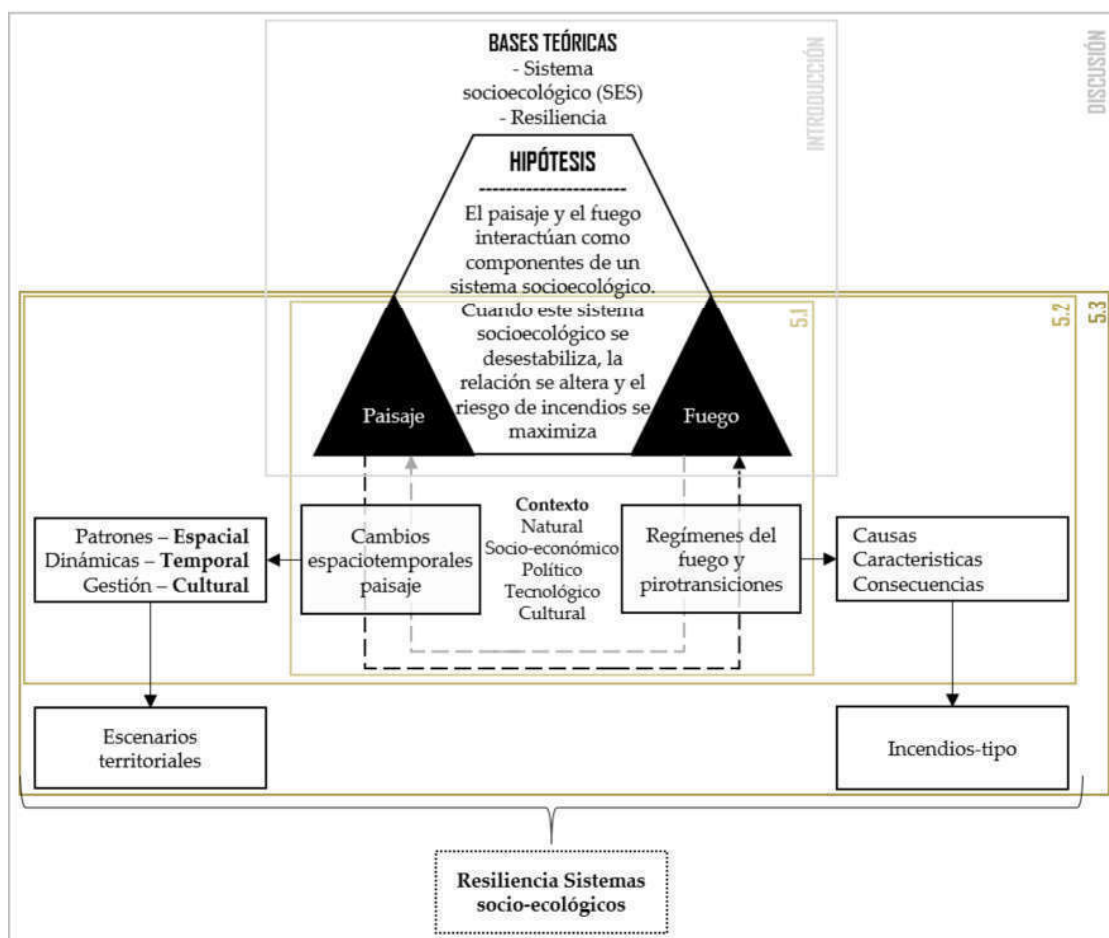 BASES TEÓRICAS
- Sistema
socioecológico (SES)
- Resiliencia
INTRODUCCIÓN
DISCUSIÓN
HIPÓTESIS
El paisaje y el fuego
interactúan como
componentes de un
sistema socioecológico.
Cuando este sistema
socioecológico se
desestabiliza, la
relación se altera y el
riesgo de incendios se
maximiza
5.1
5.2
5.3
Paisaje
Fuego
Patrones – Espacial
Dinámicas – Temporal
Gestión – Cultural
Cambios
espaciotemporales
paisaje
Contexto
Natural
Socio-económico
Político
Tecnológico
Cultural
Regímenes del
fuego y
pirotransiciones
Causas
Caracteristicas
Consecuencias
Escenarios
territoriales
Incendios-tipo
Resiliencia Sistemas
socio-ecológicos